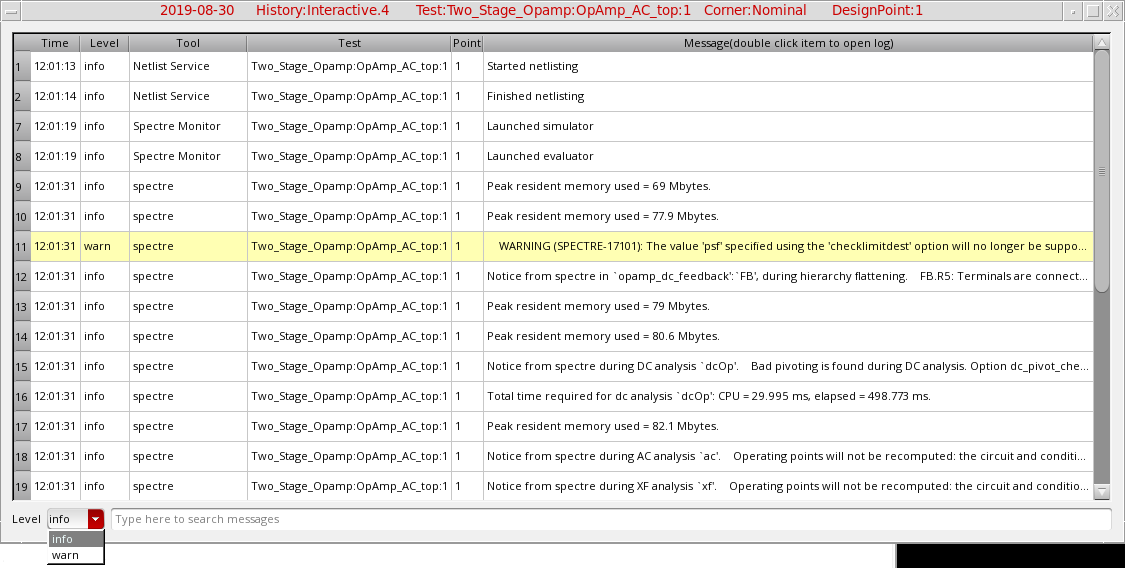 2019-08-30 History:Interactive.4 Test:Two_Stage_Opamp:OpAmp_AC_top:1 Corner:Nominal DesignPoint:1
Time Level Tool Test Point Message(double click item to open log)
1 12:01:13 info Netlist Service Two_Stage_Opamp:OpAmp_AC_top:1 1 Started netlisting
2 12:01:14 info Netlist Service Two_Stage_Opamp:OpAmp_AC_top:1 1 Finished netlisting
7 12:01:19 info Spectre Monitor Two_Stage_Opamp:OpAmp_AC_top:1 1 Launched simulator
8 12:01:19 info Spectre Monitor Two_Stage_Opamp:OpAmp_AC_top:1 1 Launched evaluator
9 12:01:31 info spectre Two_Stage_Opamp:OpAmp_AC_top:1 1 Peak resident memory used = 69 Mbytes.
10 12:01:31 info spectre Two_Stage_Opamp:OpAmp_AC_top:1 1 Peak resident memory used = 77.9 Mbytes.
11 12:01:31 warn spectre Two_Stage_Opamp:OpAmp_AC_top:1 1 WARNING (SPECTRE-17101): The value 'psf' specified using the 'checklimitdest' option will no longer be suppo...
12 12:01:31 info spectre Two_Stage_Opamp:OpAmp_AC_top:1 1 Notice from spectre in `opamp_dc_feedback':`FB', during hierarchy flattening. FB.R5: Terminals are connect...
13 12:01:31 info spectre Two_Stage_Opamp:OpAmp_AC_top:1 1 Peak resident memory used = 79 Mbytes.
14 12:01:31 info spectre Two_Stage_Opamp:OpAmp_AC_top:1 1 Peak resident memory used = 80.6 Mbytes.
15 12:01:31 info spectre Two_Stage_Opamp:OpAmp_AC_top:1 1 Notice from spectre during DC analysis `dcOp'. Bad pivoting is found during DC analysis. Option dc_pivot_che...
16 12:01:31 info spectre Two_Stage_Opamp:OpAmp_AC_top:1 1 Total time required for dc analysis `dcOp': CPU = 29.995 ms, elapsed = 498.773 ms.
17 12:01:31 info spectre Two_Stage_Opamp:OpAmp_AC_top:1 1 Peak resident memory used = 82.1 Mbytes.
18 12:01:31 info spectre Two_Stage_Opamp:OpAmp_AC_top:1 1 Notice from spectre during AC analysis `ac'. Operating points will not be recomputed: the circuit and conditi...
19 12:01:31 info spectre Two_Stage_Opamp:OpAmp_AC_top:1 1 Notice from spectre during XF analysis `xf'. Operating points will not be recomputed: the circuit and conditio...
Level info Type here to search messages
info
warn